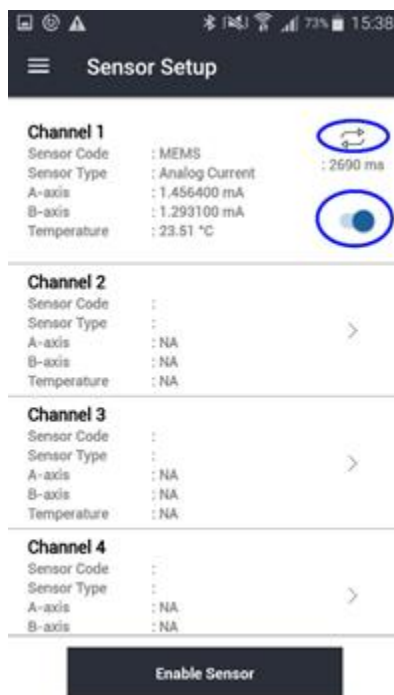 73% 15:38
Sensor Setup
Channel 1
Sensor Code : MEMS
Sensor Type : Analog Current
A-axis : 1.456400 mA
B-axis : 1.293100 mA
Temperature : 23.51 °C
: 2690 ms
Channel 2
Sensor Code :
Sensor Type :
A-axis : NA
B-axis : NA
Temperature : NA
Channel 3
Sensor Code :
Sensor Type :
A-axis : NA
B-axis : NA
Temperature : NA
Channel 4
Sensor Code :
Sensor Type :
A-axis : NA
B-axis : NA
Enable Sensor